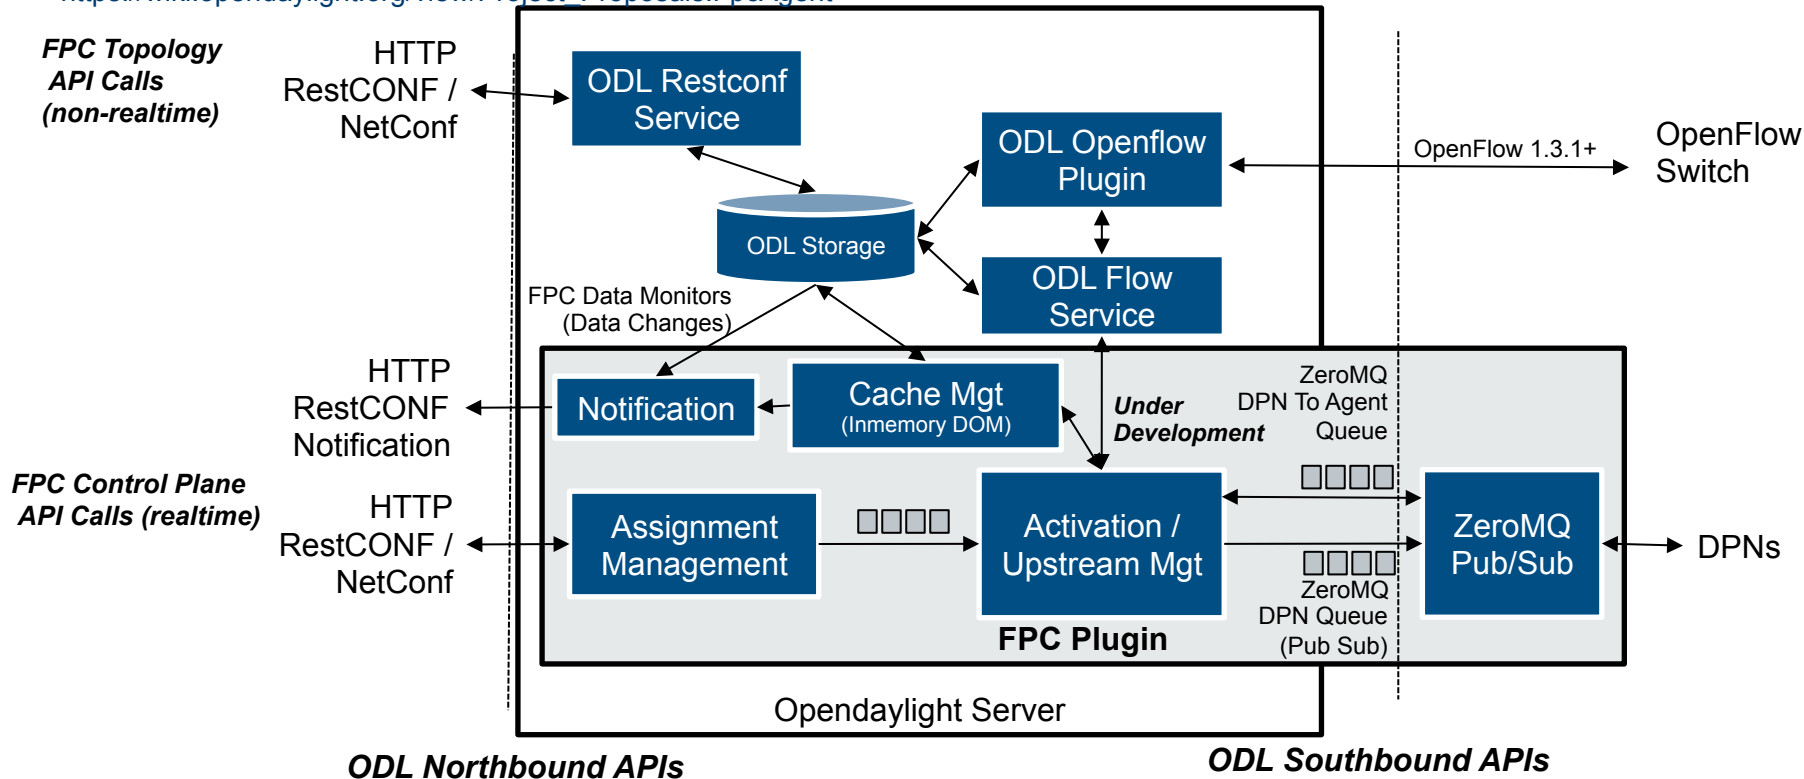 FPC Topology
API Calls
(non-realtime)
HTTP
RestCONF /
NetConf
ODL Restconf
Service
ODL Openflow
Plugin
OpenFlow 1.3.1+
OpenFlow
Switch
ODL Storage
ODL Flow
Service
FPC Data Monitors
(Data Changes)
HTTP
RestCONF
Notification
Notification
Cache Mgt
(Inmemory DOM)
Under
Development
ZeroMQ
DPN To Agent
Queue
FPC Control Plane
API Calls (realtime)
HTTP
RestCONF /
NetConf
Assignment
Management
Activation /
Upstream Mgt
ZeroMQ
Pub/Sub
DPNs
ZeroMQ
DPN Queue
(Pub Sub)
FPC Plugin
Opendaylight Server
ODL Northbound APIs
ODL Southbound APIs